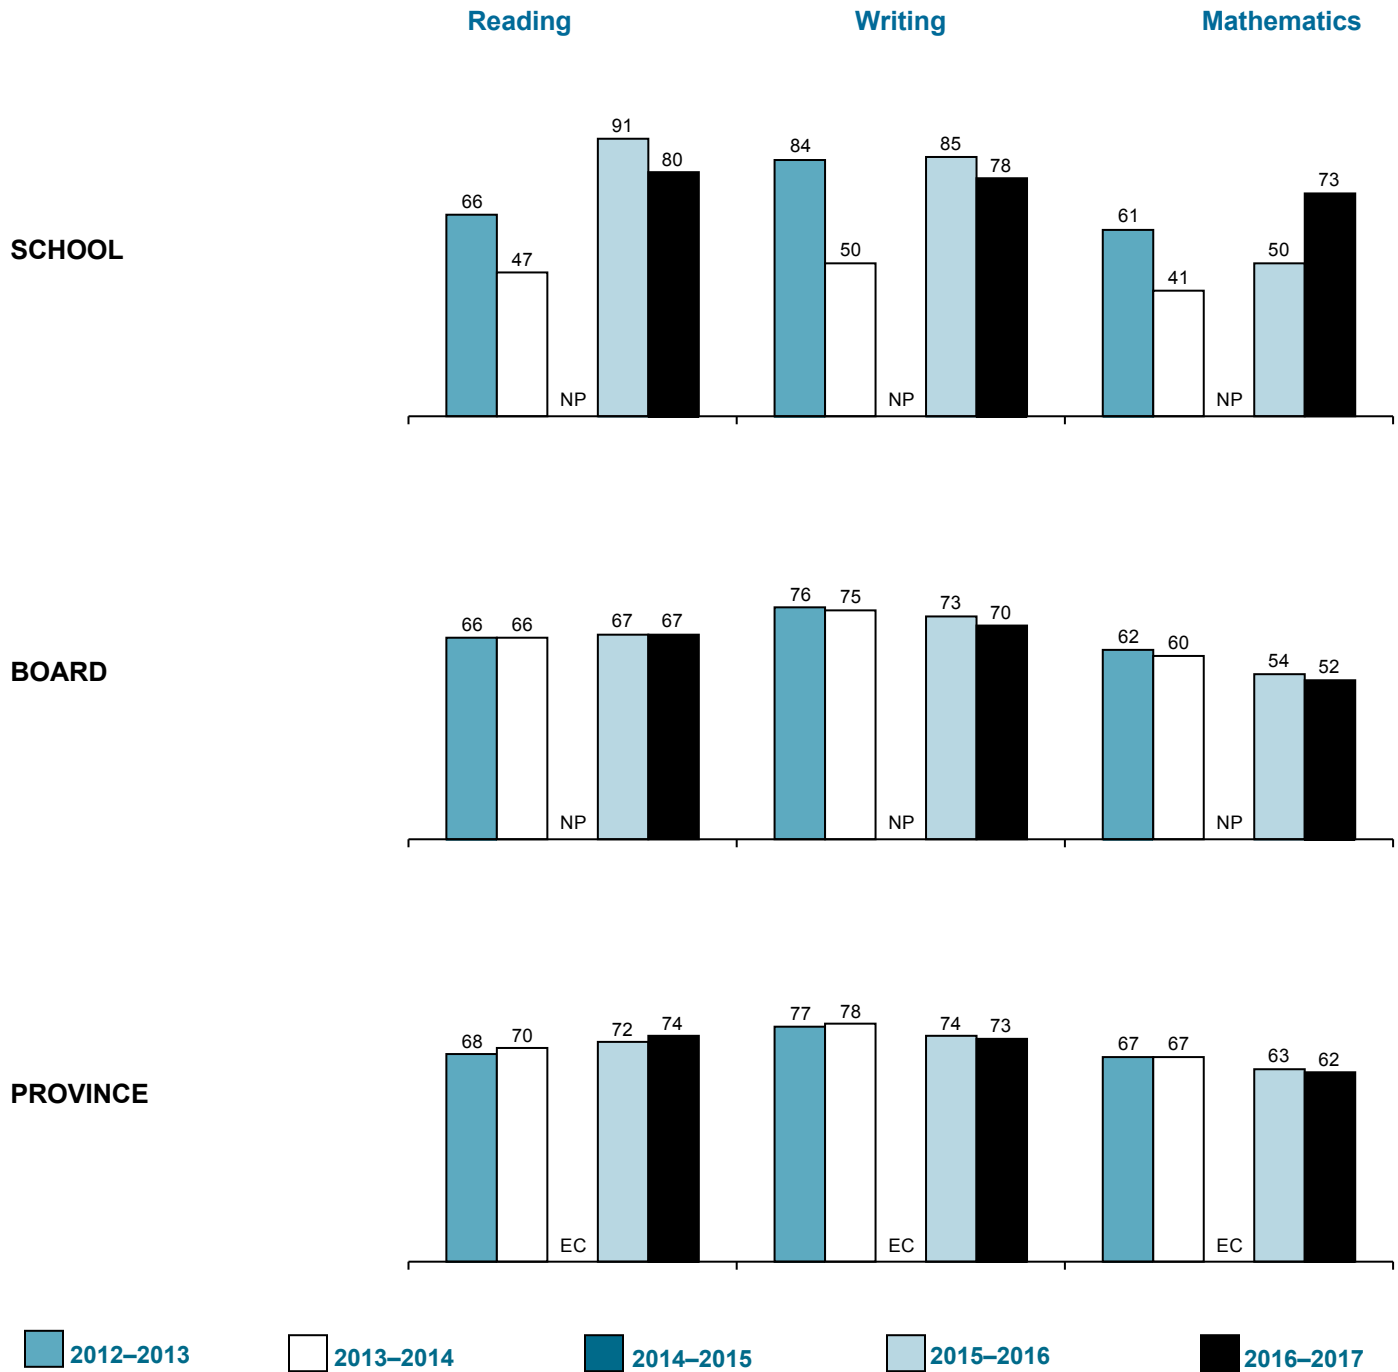 Reading Writing Mathematics
SCHOOL
66 47 NP 91 80 84 50 NP 85 78 61 41 NP 50 73
BOARD
66 66 NP 67 67 76 75 NP 73 70 62 60 NP 54 52
PROVINCE
68 70 EC 72 74 77 78 EC 74 73 67 67 EC 63 62
2012–2013 2013–2014 2014–2015 2015–2016 2016–2017